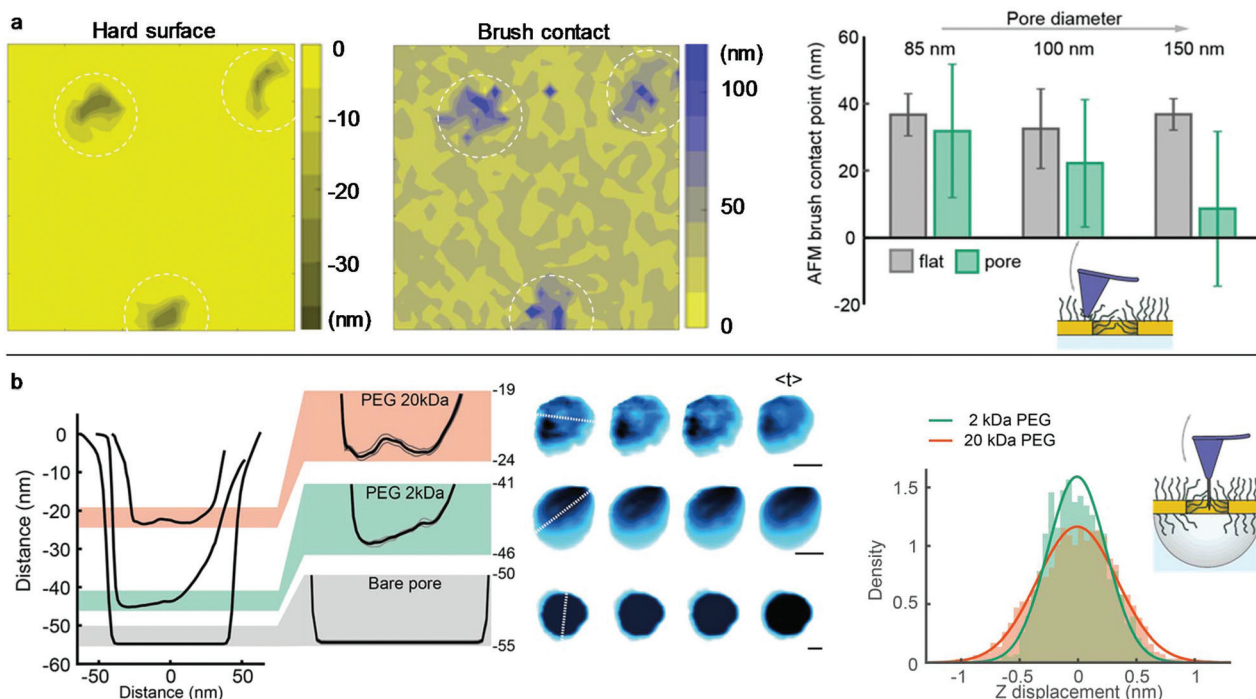 a
Hard surface
0
-10
-20
-30
(nm)
Brush contact
(nm)
100
50
0
Pore diameter
85 nm 100 nm 150 nm
AFM brush contact point (nm)
60
40
20
0
-20
flat pore
b
Distance (nm)
0
-10
-20
-30
-40
-50
-60
-50 0 50
Distance (nm)
PEG 20kDa
-19
-24
PEG 2kDa
-41
-46
Bare pore
-50
-55
<t>
2 kDa PEG
20 kDa PEG
Density
1.5
1
0.5
0
-1 -0.5 0 0.5 1
Z displacement (nm)